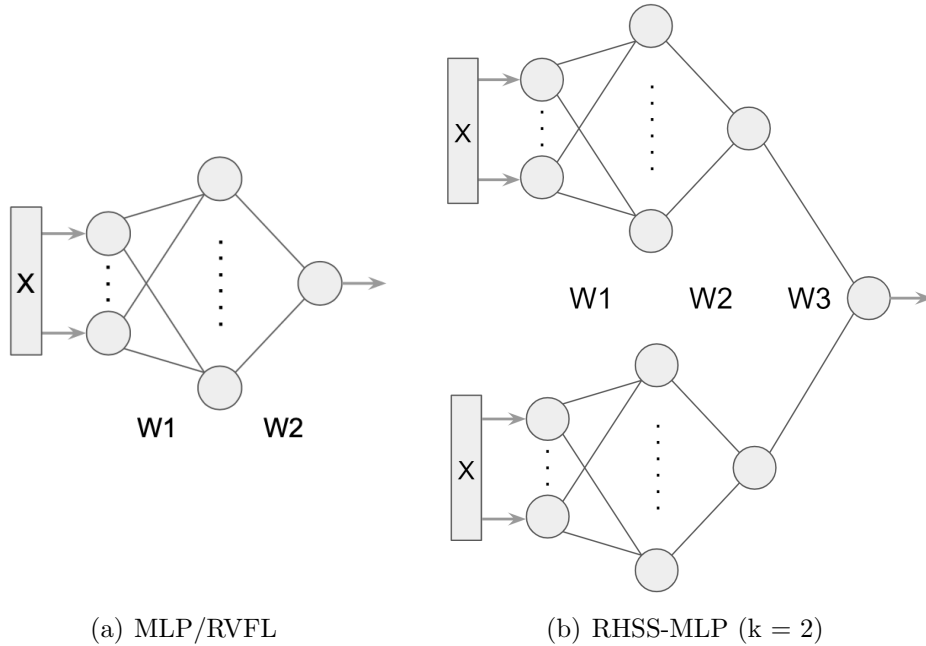 X
W1
W2
(a) MLP/RVFL
X
W1
W2
W3
X
(b) RHSS-MLP (k = 2)